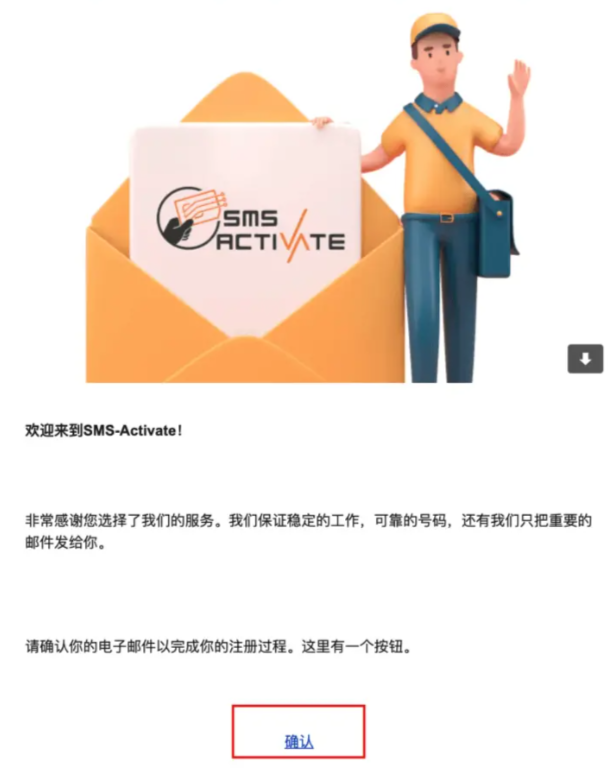 SMS
ACTIVATE
欢迎来到SMS-Activate！
非常感谢您选择了我们的服务。我们保证稳定的工作，可靠的号码，还有我们只把重要的
邮件发给你。
请确认你的电子邮件以完成你的注册过程。这里有一个按钮。
确认